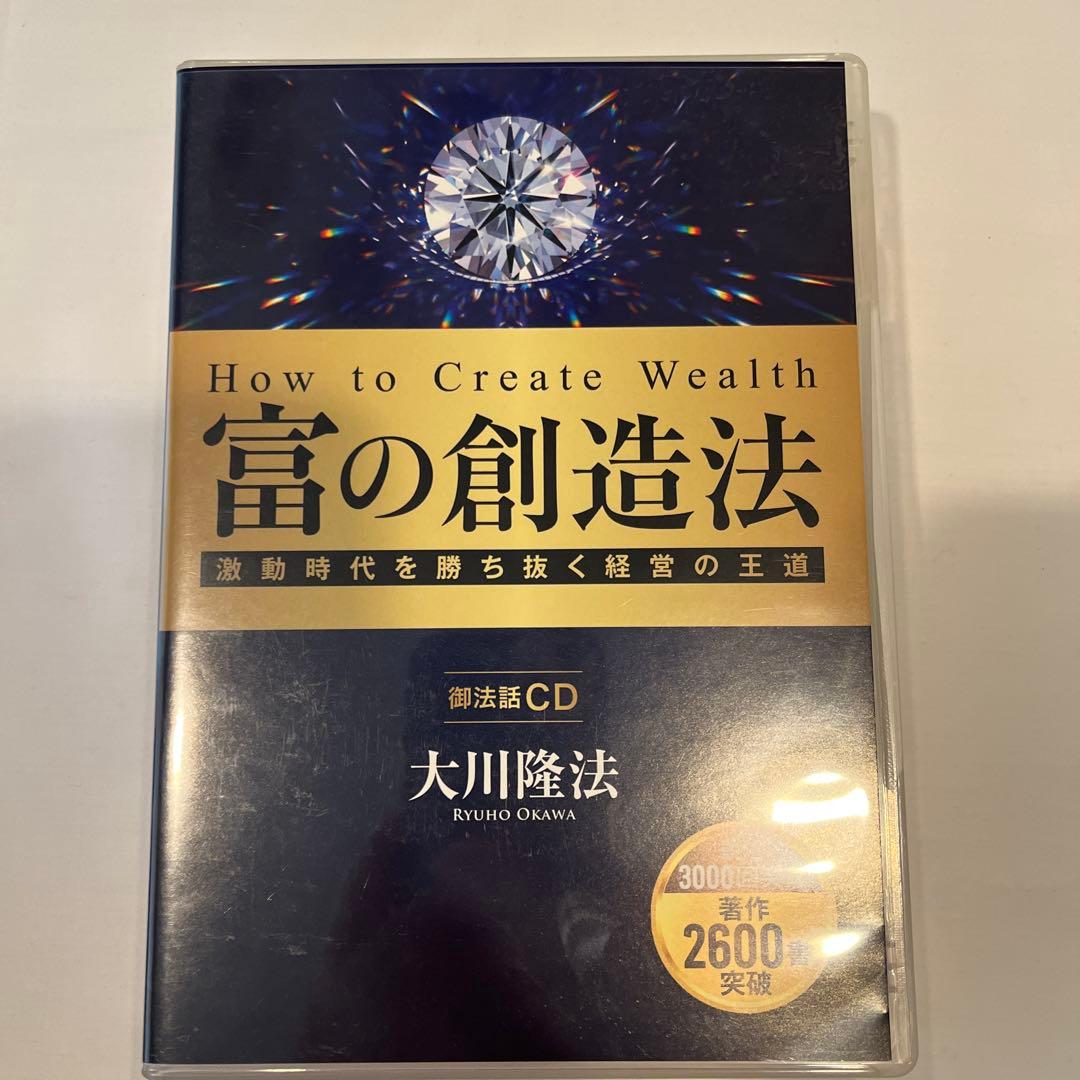 How to Create Wealth
富の創造法
激動時代を勝ち抜く経営の王道
御法話CD
大川隆法
RYUHO OKAWA
3000
著作
2600書
突破